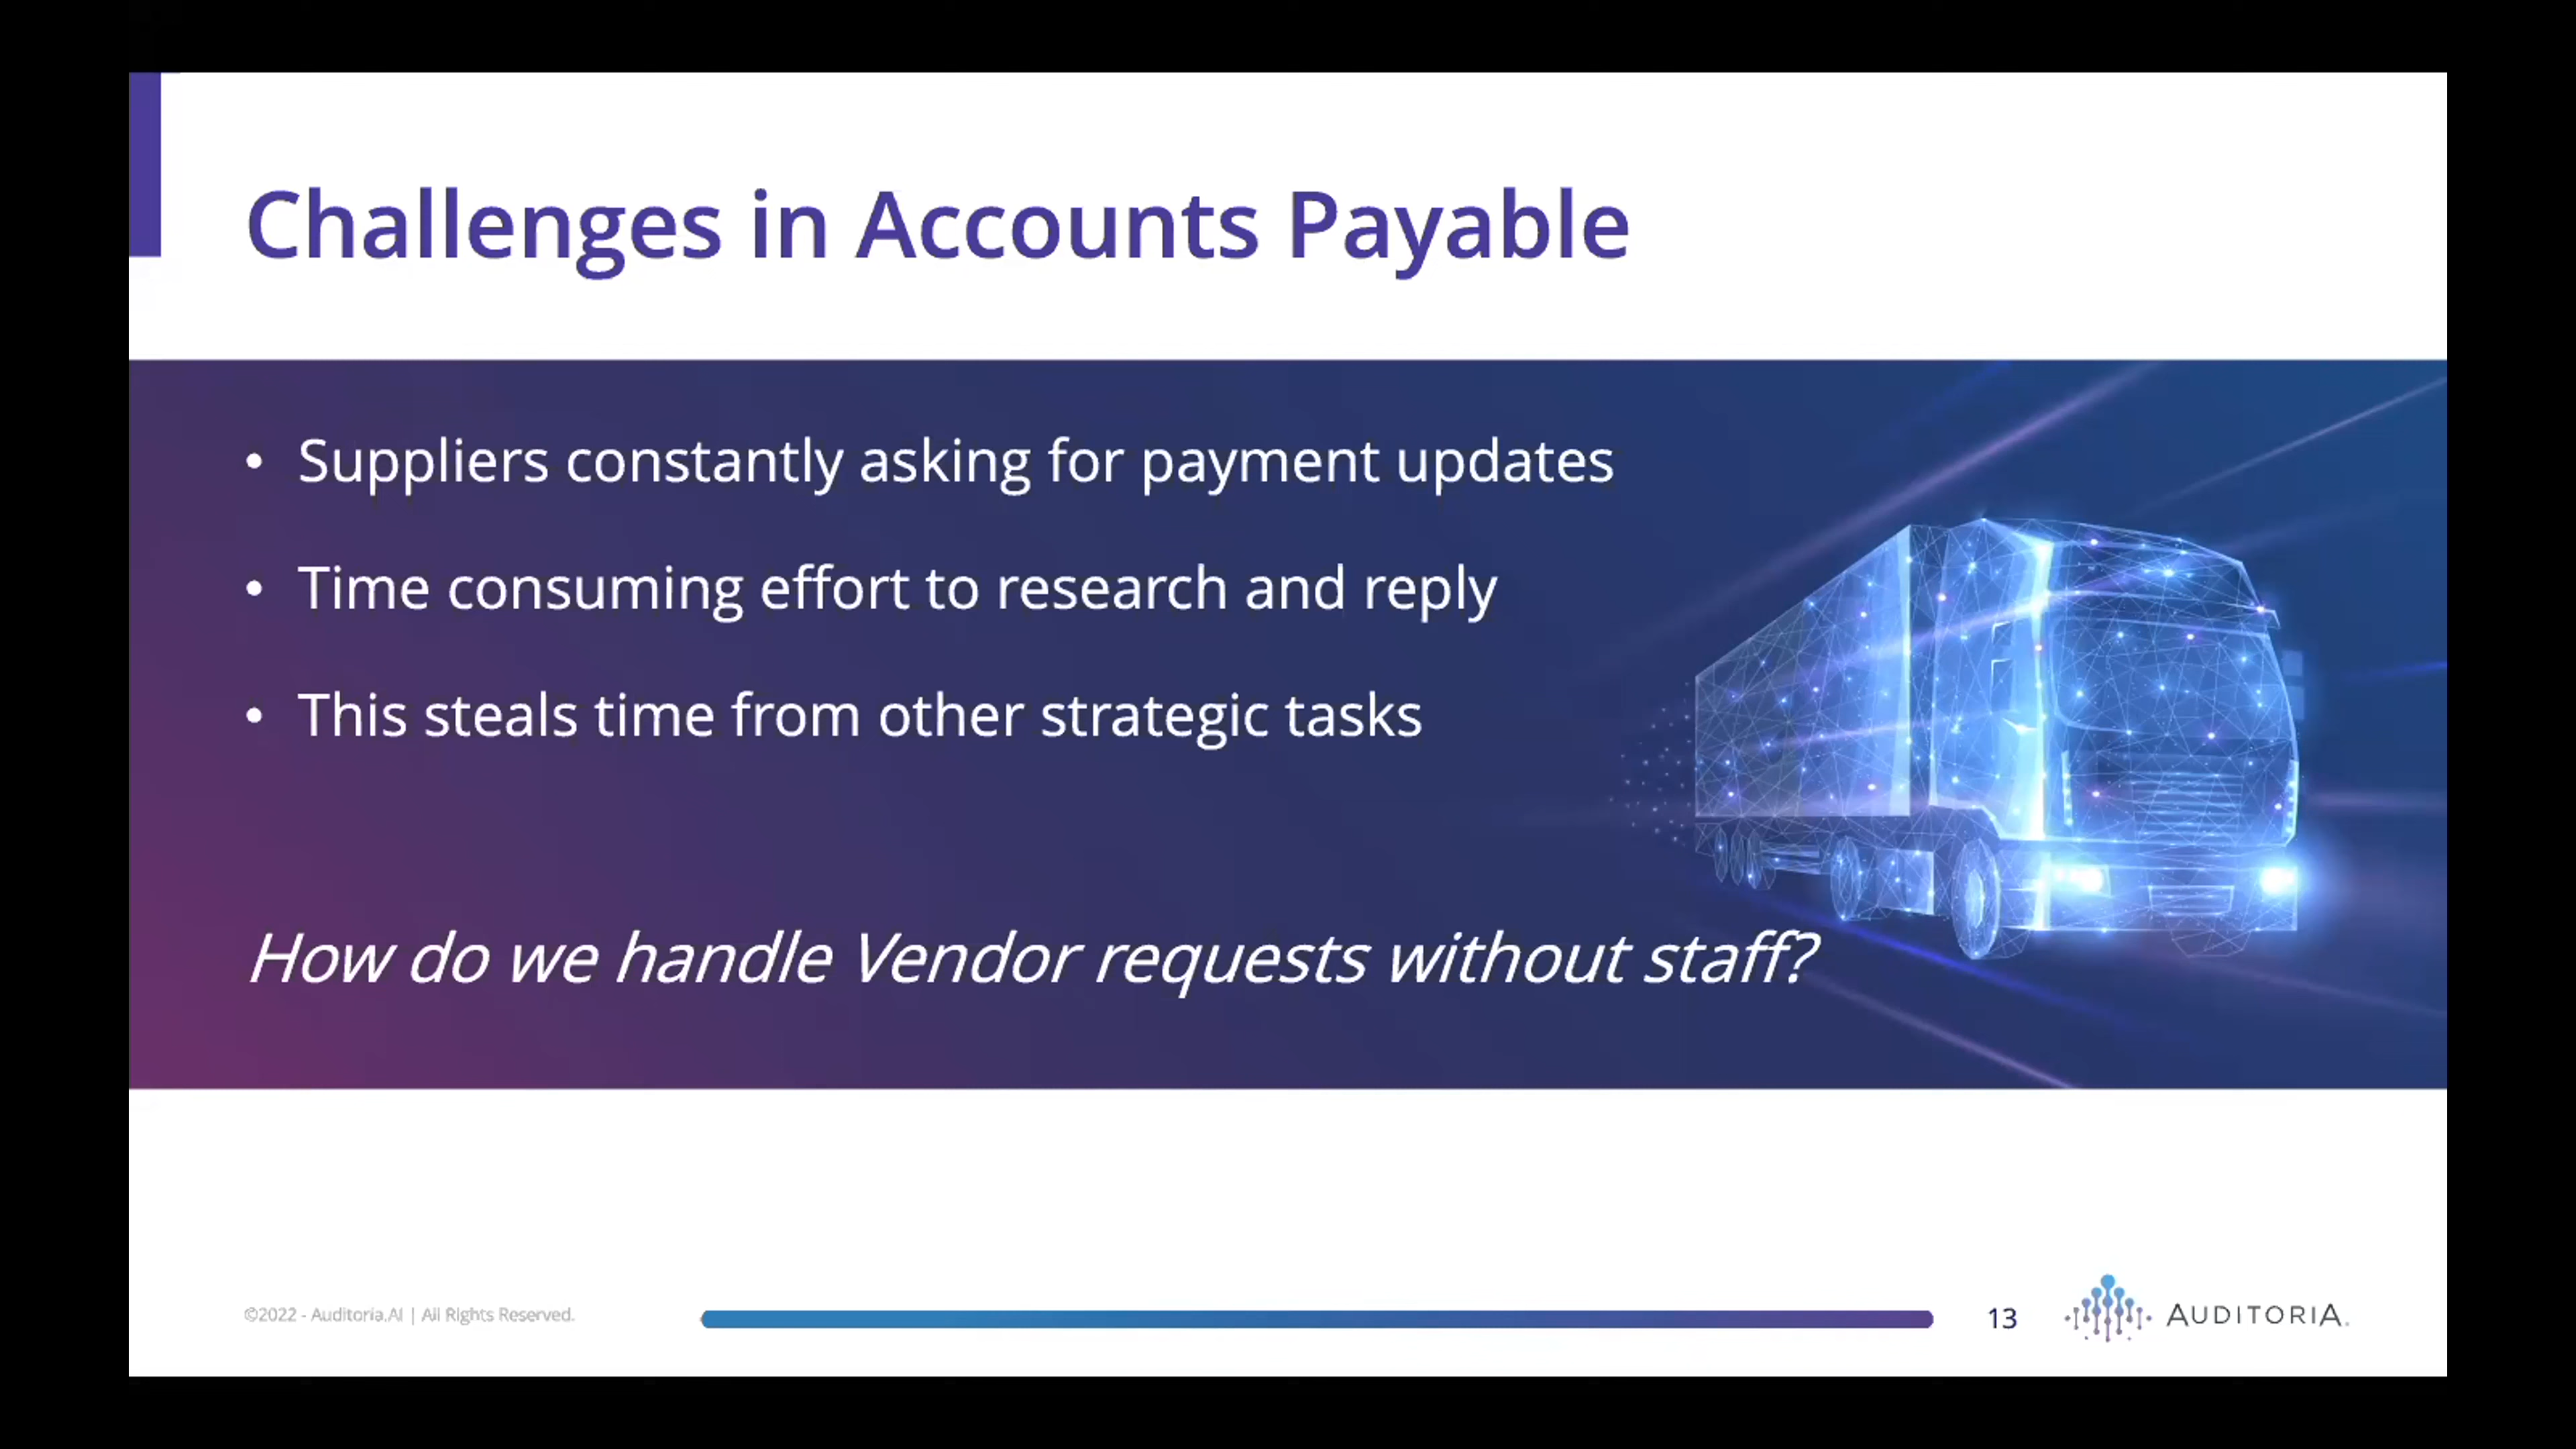 Challenges in Accounts Payable
• Suppliers constantly asking for payment updates
• Time consuming effort to research and reply
• This steals time from other strategic tasks
How do we handle Vendor requests without staff?
©2022 - Auditoria.AI | All Rights Reserved.
13
AUDITORIA.